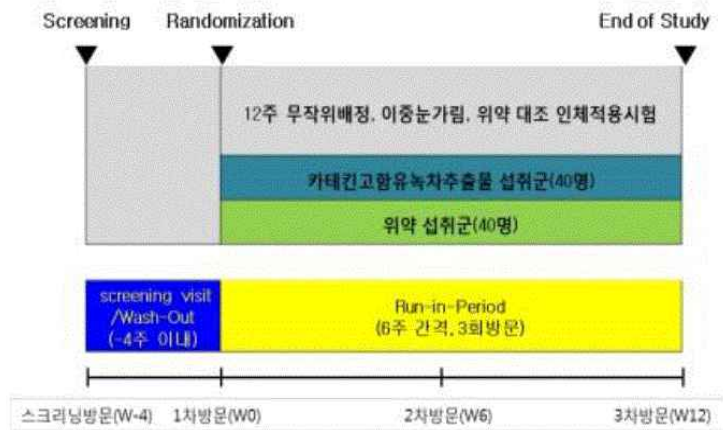 Screening Randomization End of Study
12주 무작위배정, 이중눈가림, 위약 대조 인체적용시험
카테킨고함유녹차추출물 섭취군(40명)
위약 섭취군(40명)
screening visit
/Wash-Out
(-4주 이내)
Run-in-Period
(6주 간격, 3회방문)
스크리닝방문(W-4) 1차방문(W0) 2차방문(W6) 3차방문(W12)